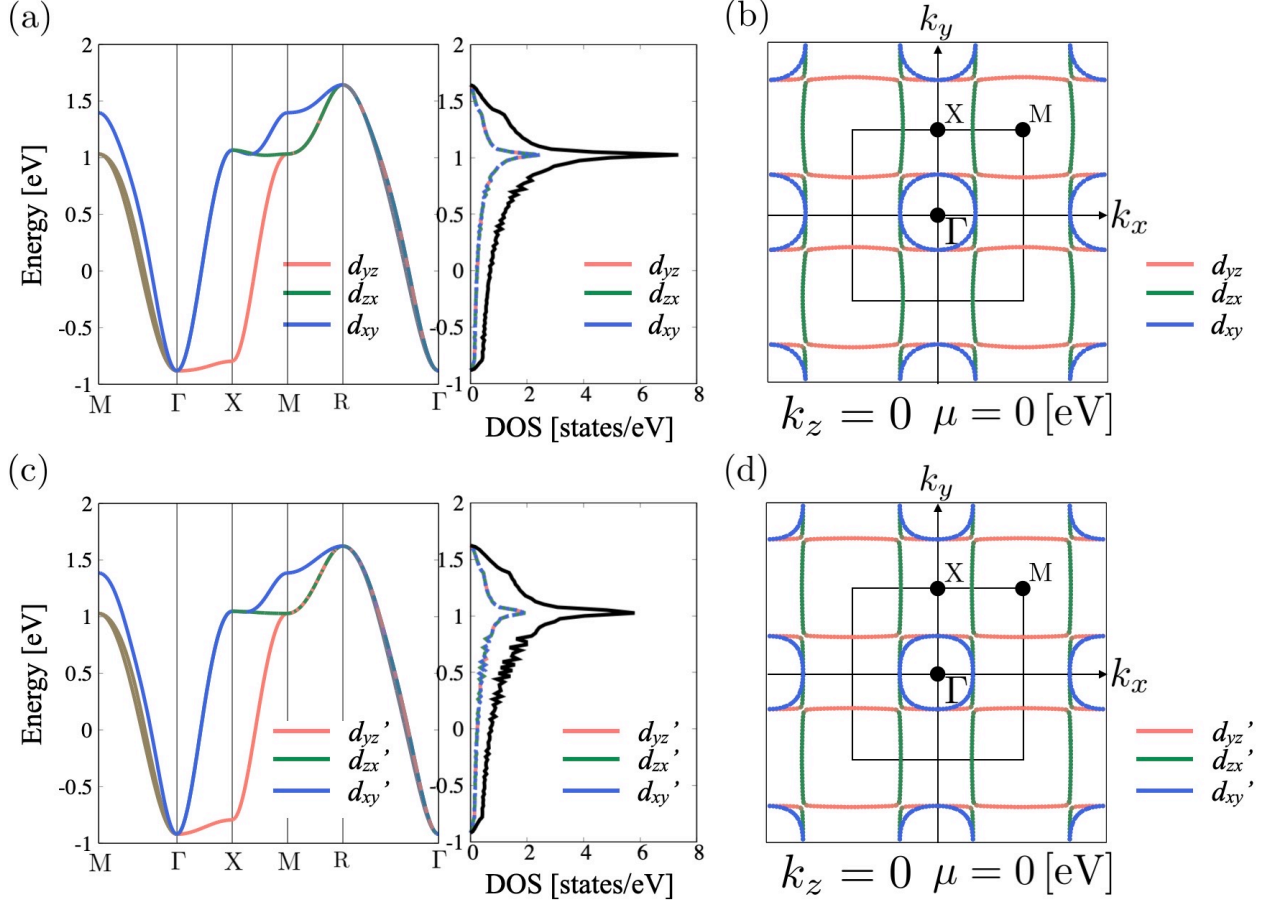 (a)
2
1.5
1
0.5
0
-0.5
-1
Energy [eV]
M Γ X M R Γ
d_yz
d_zx
d_xy
2
1.5
1
0.5
0
-0.5
-1
0 2 4 6 8
DOS [states/eV]
d_yz
d_zx
d_xy
(b)
k_y
X
M
Γ
k_x
d_yz
d_zx
d_xy
k_z = 0 μ = 0 [eV]
(c)
2
1.5
1
0.5
0
-0.5
-1
Energy [eV]
M Γ X M R Γ
d_yz'
d_zx'
d_xy'
2
1.5
1
0.5
0
-0.5
-1
0 2 4 6 8
DOS [states/eV]
d_yz'
d_zx'
d_xy'
(d)
k_y
X
M
Γ
k_x
d_yz'
d_zx'
d_xy'
k_z = 0 μ = 0 [eV]